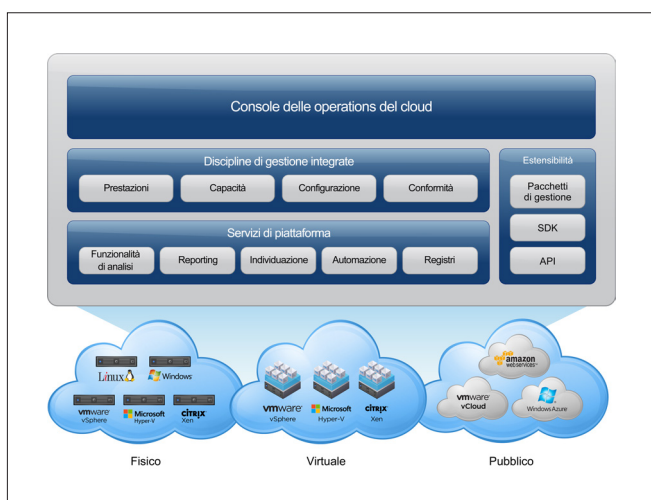 Console delle operations del cloud
Discipline di gestione integrate
Prestazioni
Capacità
Configurazione
Conformità
Servizi di piattaforma
Funzionalità
di analisi
Reporting
Individuazione
Automazione
Registri
Estensibilità
Pacchetti
di gestione
SDK
API
Linux
Windows
vmware
vSphere
Microsoft
Hyper-V
CITRIX
Xen
vmware
vSphere
Microsoft
Hyper-V
CITRIX
Xen
amazon
web services™
vmware
vCloud
Windows Azure
Fisico
Virtuale
Pubblico